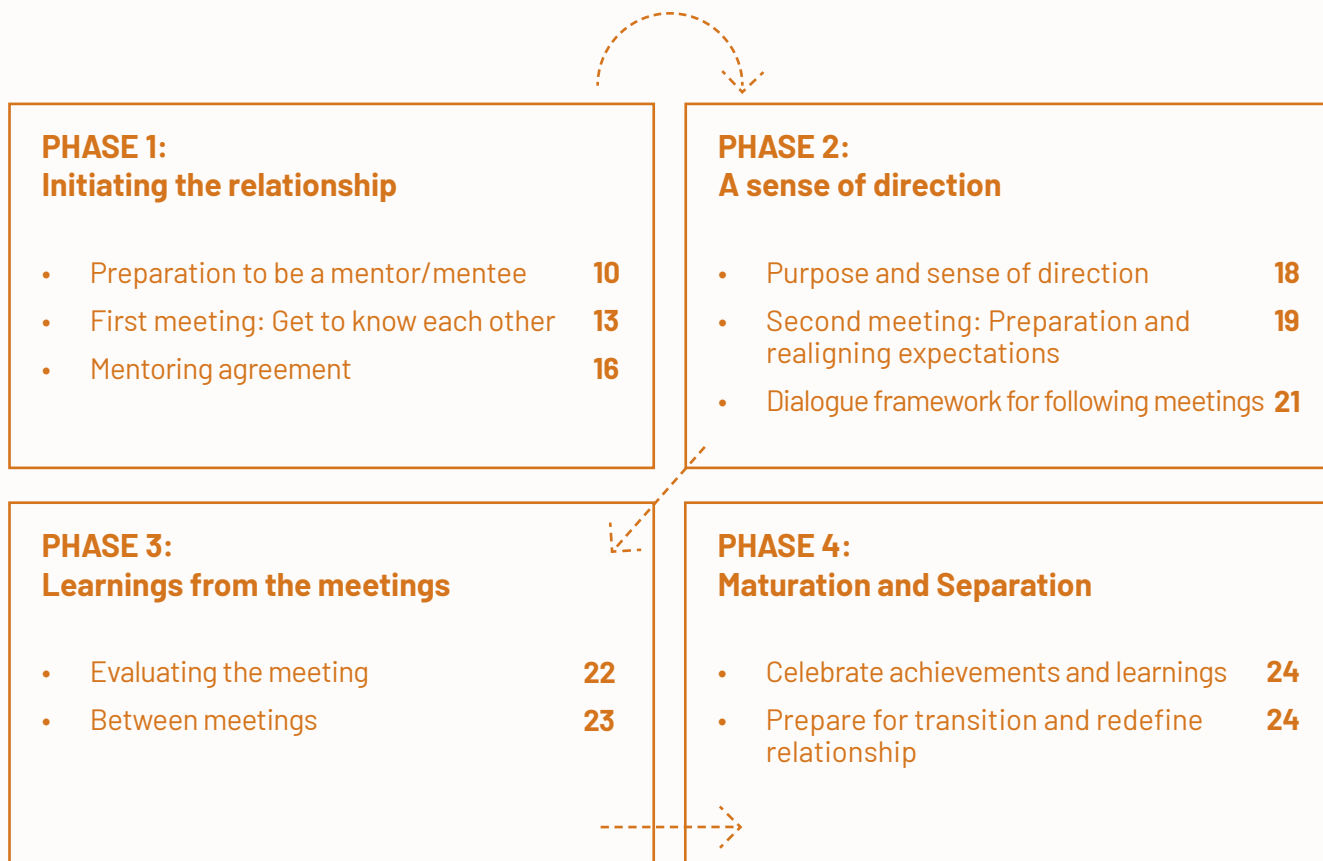 PHASE 1:
Initiating the relationship
• Preparation to be a mentor/mentee 10
• First meeting: Get to know each other 13
• Mentoring agreement 16
PHASE 2:
A sense of direction
• Purpose and sense of direction 18
• Second meeting: Preparation and 19
realigning expectations
• Dialogue framework for following meetings 21
PHASE 3:
Learnings from the meetings
• Evaluating the meeting 22
• Between meetings 23
PHASE 4:
Maturation and Separation
• Celebrate achievements and learnings 24
• Prepare for transition and redefine 24
relationship